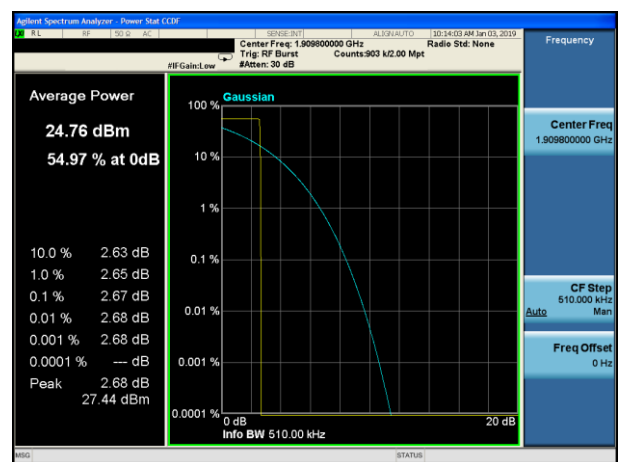 Agilent Spectrum Analyzer - Power Stat CCDF
RL RF 50 Ω AC SENSE:INT ALIGNAUTO 10:14:03 AM Jan 03, 2019
Center Freq: 1.909800000 GHz Radio Std: None
Trig: RF Burst Counts:903 k/2.00 Mpt
#IFGain:Low #Atten: 30 dB
Frequency
Average Power
24.76 dBm
54.97 % at 0dB
10.0 % 2.63 dB
1.0 % 2.65 dB
0.1 % 2.67 dB
0.01 % 2.68 dB
0.001 % 2.68 dB
0.0001 % --- dB
Peak 2.68 dB
27.44 dBm
Gaussian
100 %
10 %
1 %
0.1 %
0.01 %
0.001 %
0.0001 %
0 dB 20 dB
Info BW 510.00 kHz
Center Freq
1.909800000 GHz
CF Step
510.000 kHz
Auto Man
Freq Offset
0 Hz
MSG STATUS